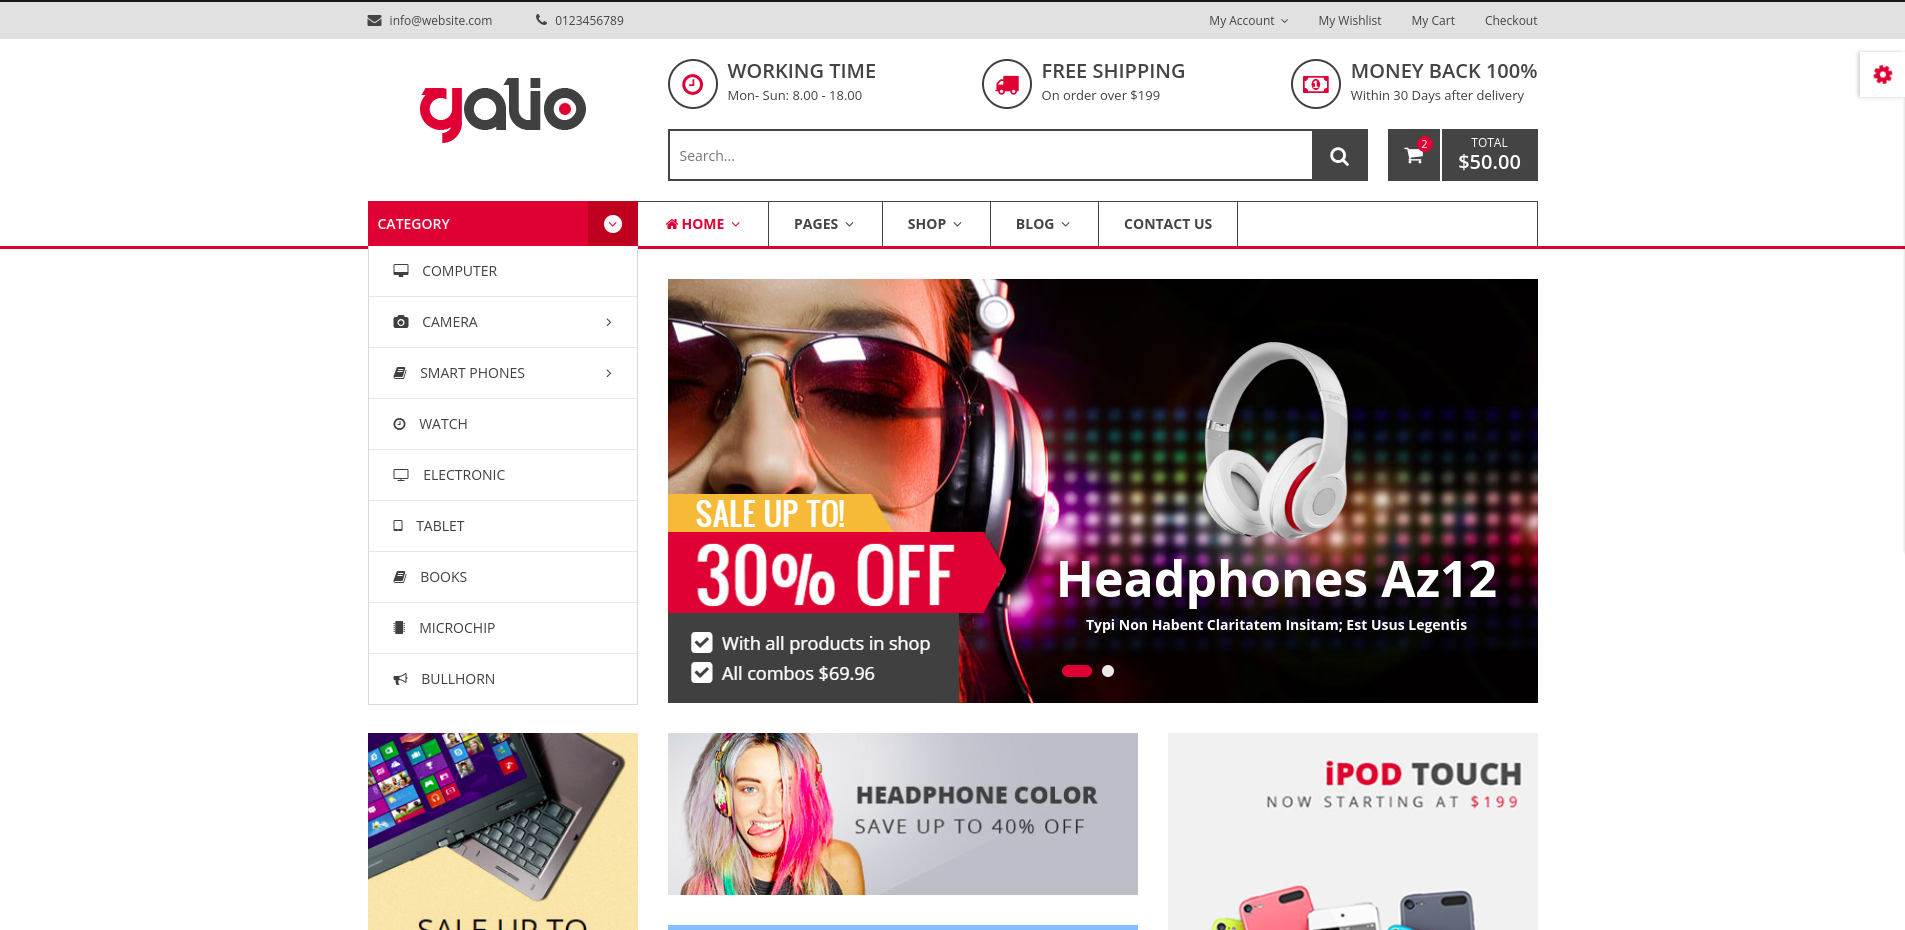 info@website.com
0123456789
My Account
My Wishlist
My Cart
Checkout
galio
WORKING TIME
Mon- Sun: 8.00 - 18.00
FREE SHIPPING
On order over $199
MONEY BACK 100%
Within 30 Days after delivery
Search...
2
TOTAL
$50.00
CATEGORY
HOME
PAGES
SHOP
BLOG
CONTACT US
COMPUTER
CAMERA
SMART PHONES
WATCH
ELECTRONIC
TABLET
BOOKS
MICROCHIP
BULLHORN
SALE UP TO!
30% OFF
With all products in shop
All combos $69.96
Headphones Az12
Typi Non Habent Claritatem Insitam; Est Usus Legentis
SALE UP TO
HEADPHONE COLOR
SAVE UP TO 40% OFF
iPOD TOUCH
NOW STARTING AT $199